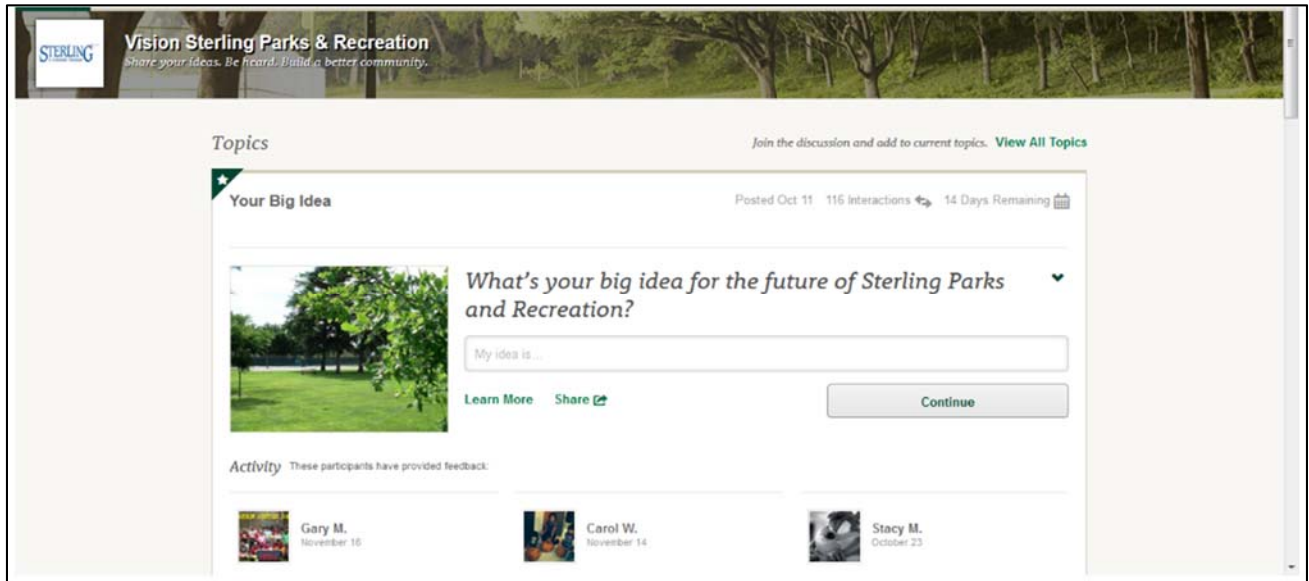 STERLING
Vision Sterling Parks & Recreation
Share your ideas. Be heard. Build a better community.
Topics
Join the discussion and add to current topics. View All Topics
Your Big Idea
Posted Oct 11 116 Interactions 14 Days Remaining
What's your big idea for the future of Sterling Parks
and Recreation?
My idea is...
Learn More Share Continue
Activity These participants have provided feedback:
Gary M. Carol W. Stacy M.
November 16 November 14 October 23